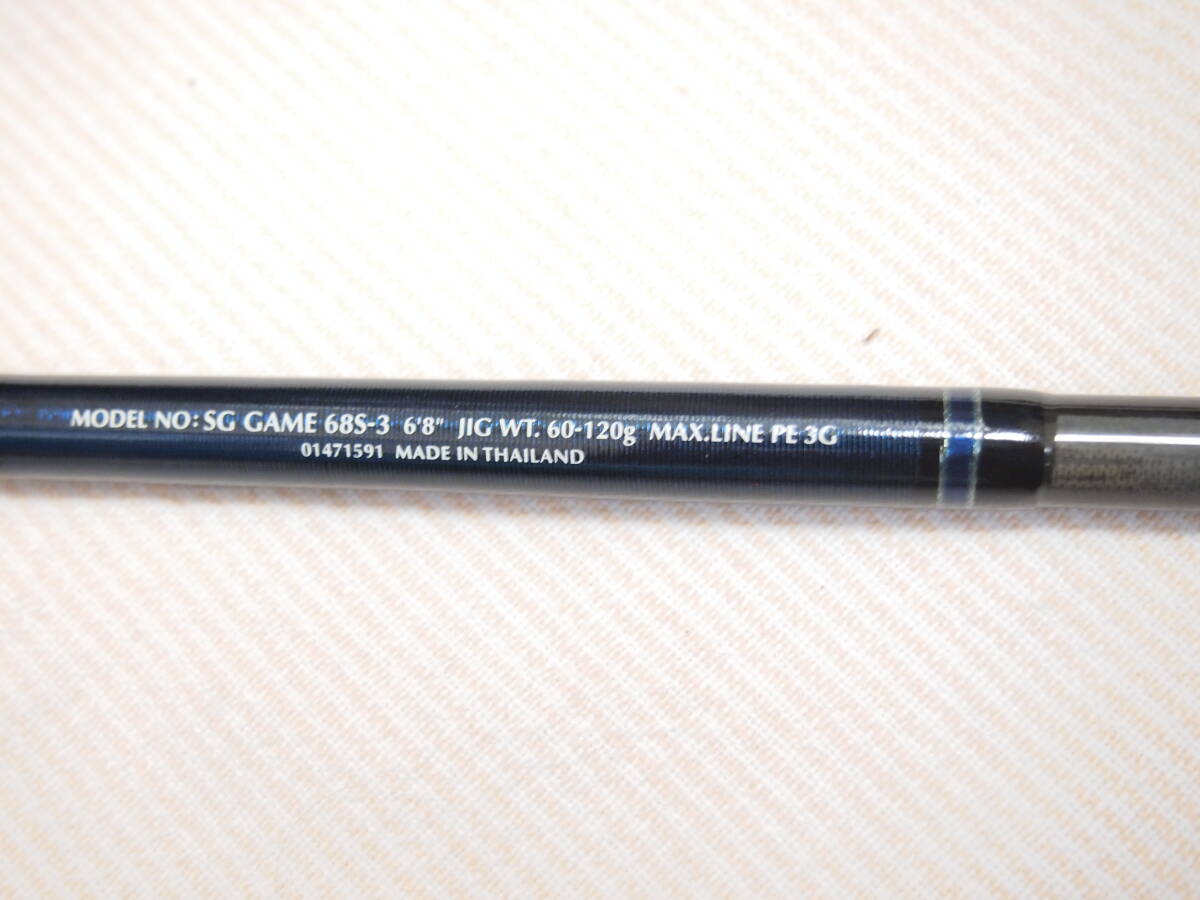 MODEL NO: SG GAME 68S-3 6'8" JIG WT. 60-120g MAX.LINE PE 3G
01471591 MADE IN THAILAND